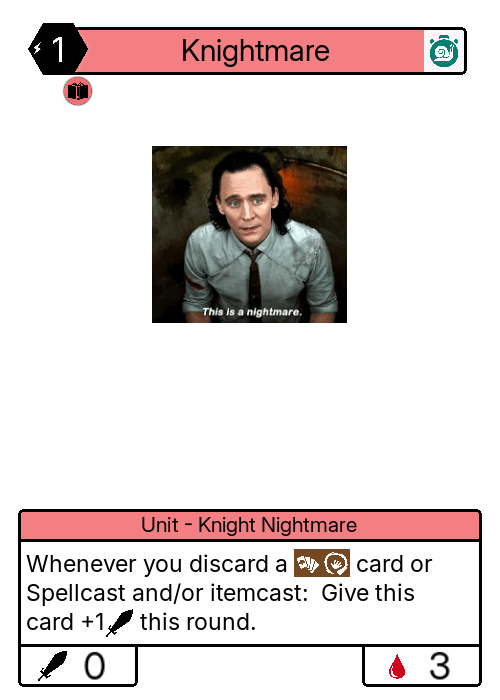 1
Knightmare
This is a nightmare.
Unit - Knight Nightmare
Whenever you discard a card or
Spellcast and/or itemcast:  Give this
card +1 this round.
0
3